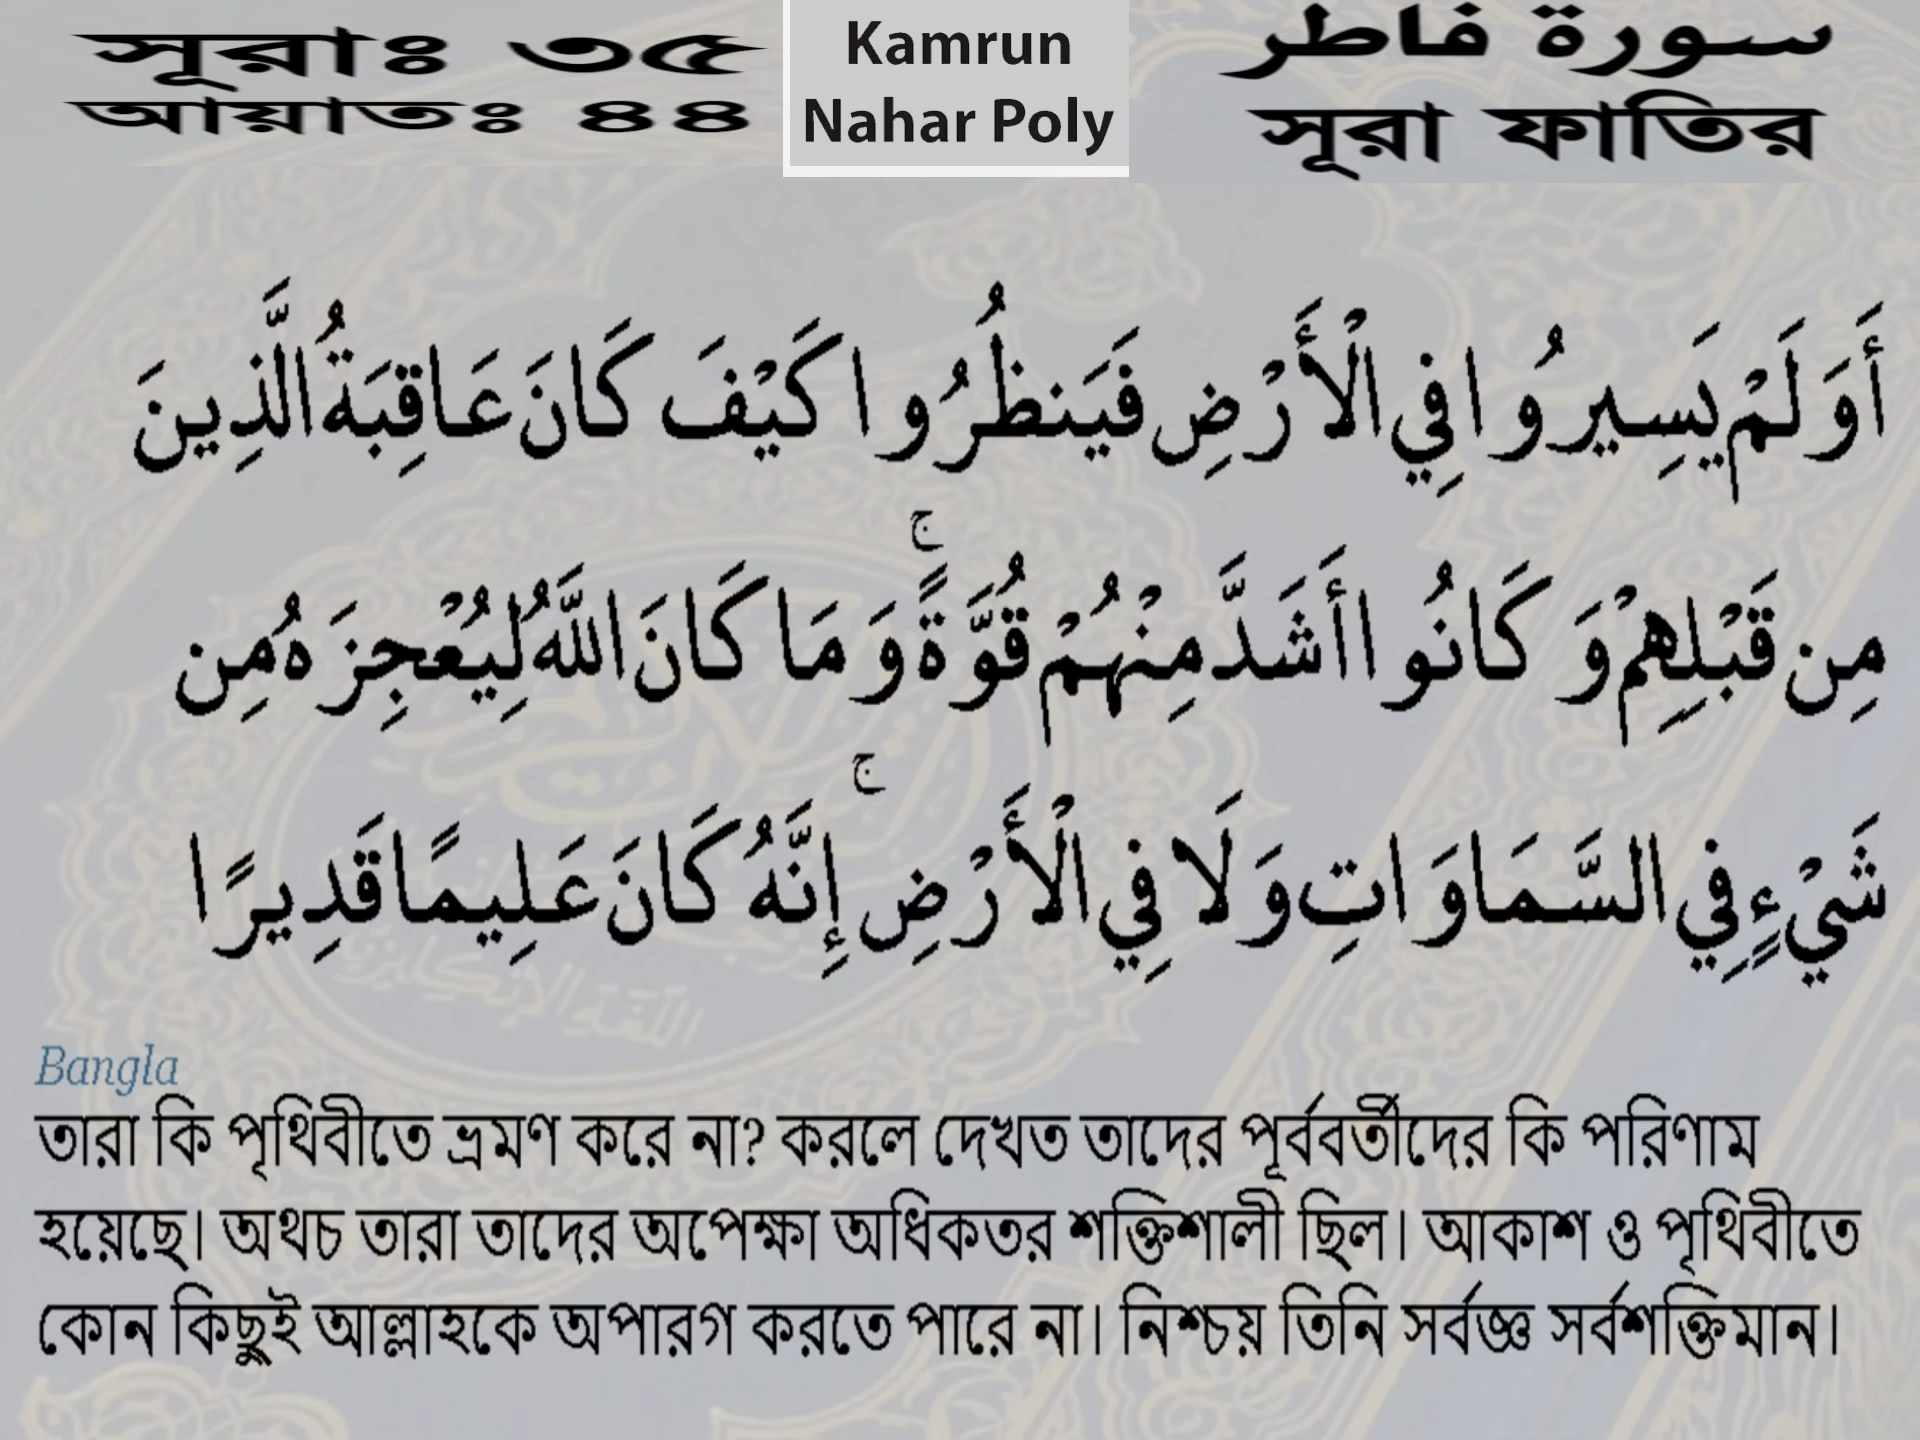 সূরাঃ ৩৫
আয়াতঃ ৪৪
Kamrun
Nahar Poly
سورة فاطر
সূরা ফাতির
أَوَلَمْ يَسِيرُوا فِي الْأَرْضِ فَيَنظُرُوا كَيْفَ كَانَ عَاقِبَةُ الَّذِينَ
مِن قَبْلِهِمْ وَكَانُوا أَشَدَّ مِنْهُمْ قُوَّةً ۚ وَمَا كَانَ اللَّهُ لِيُعْجِزَهُ مِن
شَيْءٍ فِي السَّمَاوَاتِ وَلَا فِي الْأَرْضِ ۚ إِنَّهُ كَانَ عَلِيمًا قَدِيرًا
Bangla
তারা কি পৃথিবীতে ভ্রমণ করে না? করলে দেখত তাদের পূর্ববর্তীদের কি পরিণাম
হয়েছে। অথচ তারা তাদের অপেক্ষা অধিকতর শক্তিশালী ছিল। আকাশ ও পৃথিবীতে
কোন কিছুই আল্লাহকে অপারগ করতে পারে না। নিশ্চয় তিনি সর্বজ্ঞ সর্বশক্তিমান।